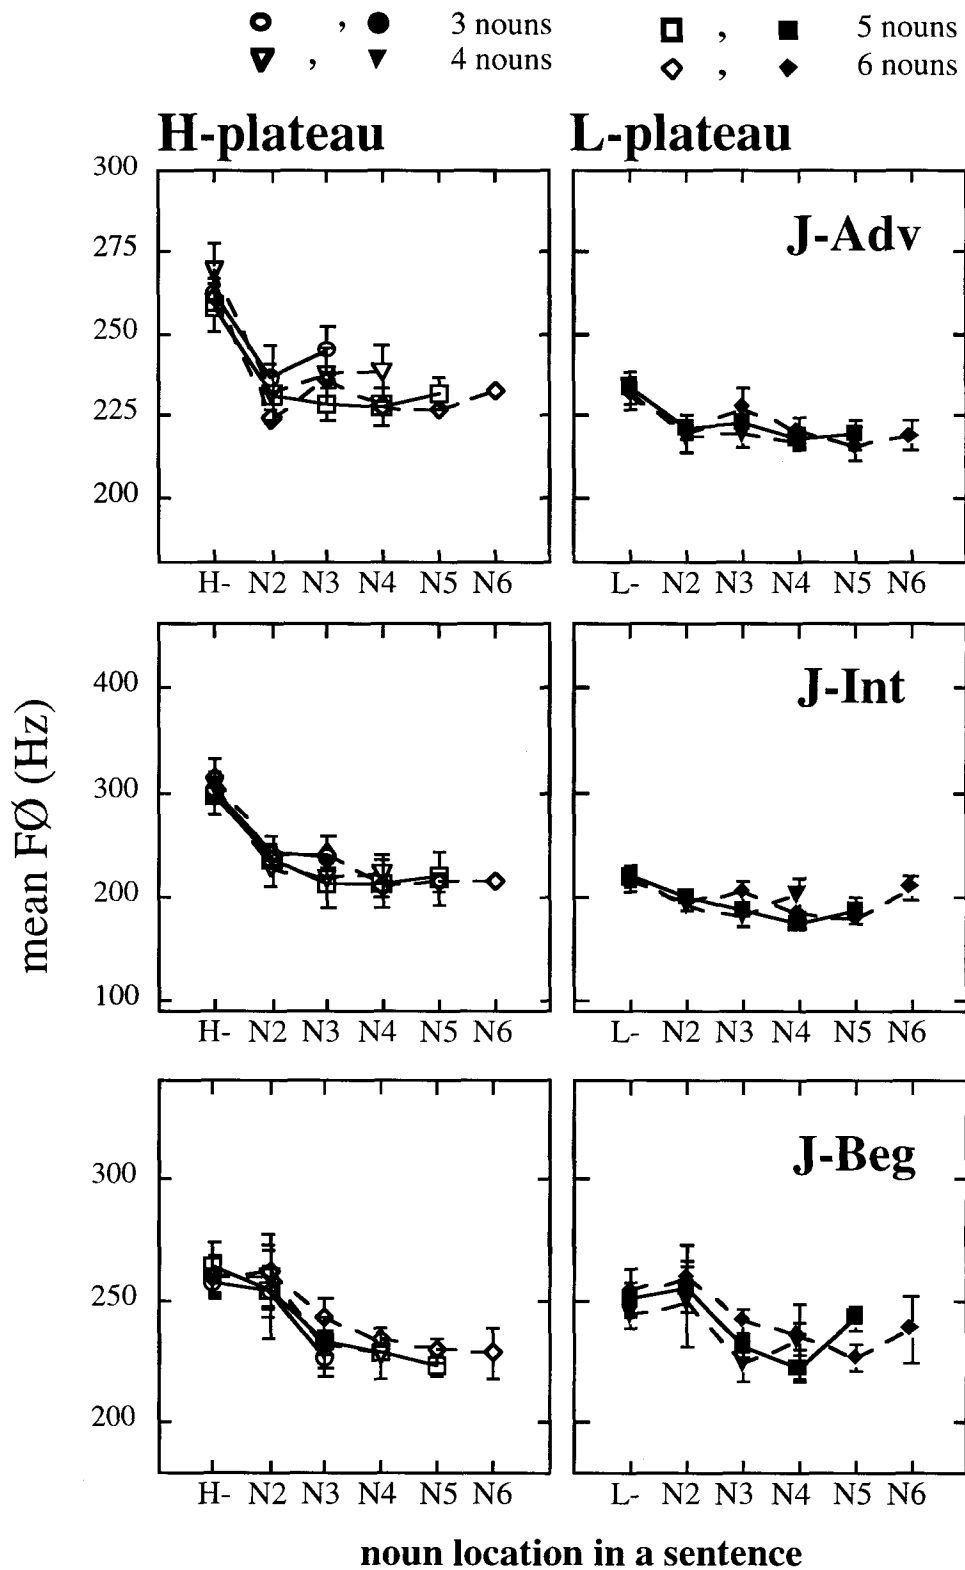 , 3 nouns , 5 nouns
, 4 nouns , 6 nouns
H-plateau L-plateau
300
275
250
225
200
J-Adv
H- N2 N3 N4 N5 N6 L- N2 N3 N4 N5 N6
400
300
200
100
J-Int
mean FØ (Hz)
H- N2 N3 N4 N5 N6 L- N2 N3 N4 N5 N6
300
250
200
J-Beg
H- N2 N3 N4 N5 N6 L- N2 N3 N4 N5 N6
noun location in a sentence